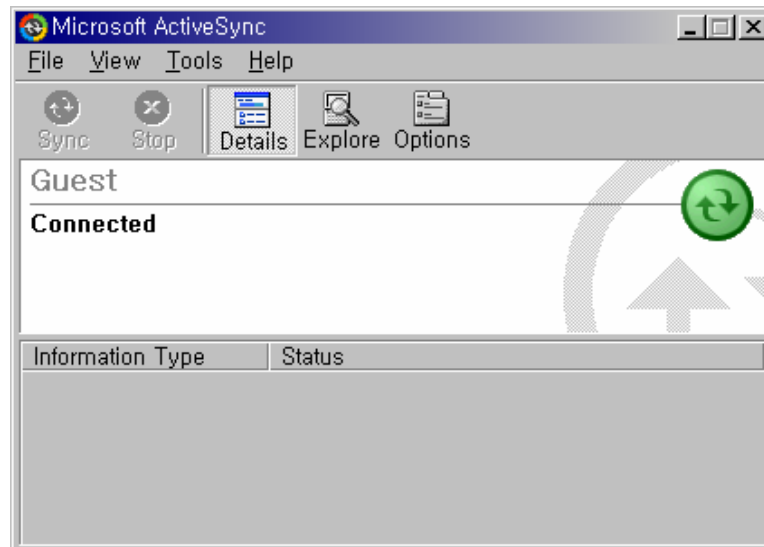 Microsoft ActiveSync
File View Tools Help
Sync Stop Details Explore Options
Guest
Connected
Information Type Status